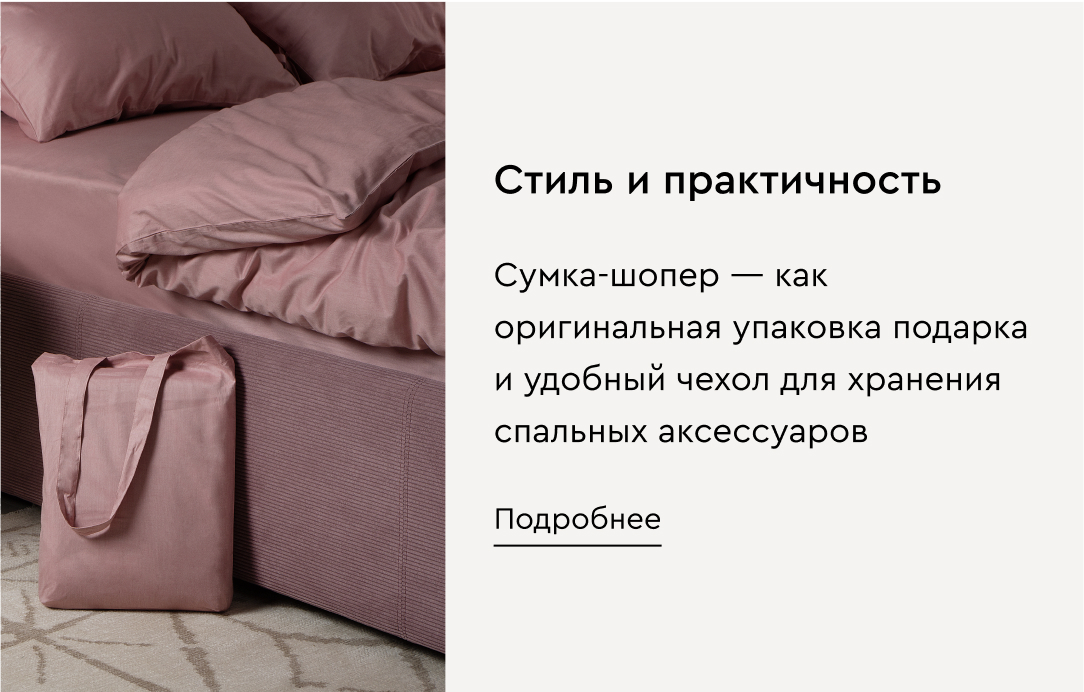 Стиль и практичность
Сумка-шопер — как
оригинальная упаковка подарка
и удобный чехол для хранения
спальных аксессуаров
Подробнее